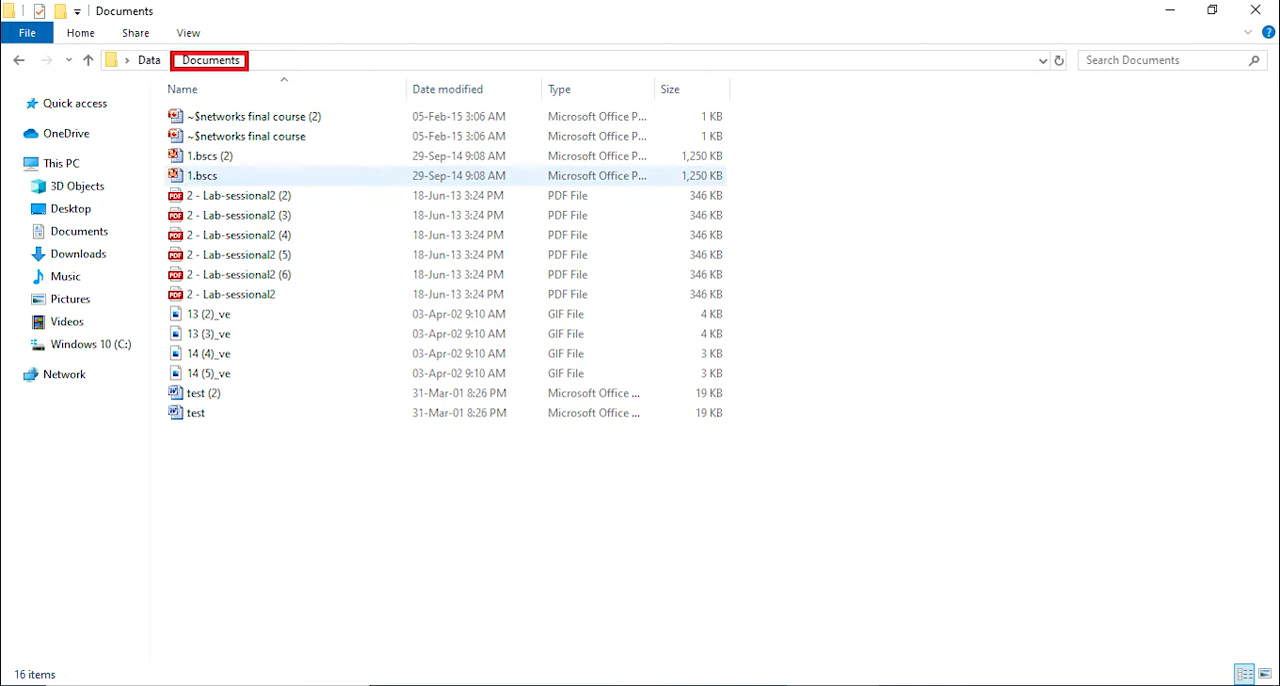 Documents
File Home Share View
Data Documents Search Documents
Name Date modified Type Size
Quick access
OneDrive
This PC
3D Objects
Desktop
Documents
Downloads
Music
Pictures
Videos
Windows 10 (C:)
Network
~$networks final course (2) 05-Feb-15 3:06 AM Microsoft Office P... 1 KB
~$networks final course 05-Feb-15 3:06 AM Microsoft Office P... 1 KB
1.bscs (2) 29-Sep-14 9:08 AM Microsoft Office P... 1,250 KB
1.bscs 29-Sep-14 9:08 AM Microsoft Office P... 1,250 KB
2 - Lab-sessional2 (2) 18-Jun-13 3:24 PM PDF File 346 KB
2 - Lab-sessional2 (3) 18-Jun-13 3:24 PM PDF File 346 KB
2 - Lab-sessional2 (4) 18-Jun-13 3:24 PM PDF File 346 KB
2 - Lab-sessional2 (5) 18-Jun-13 3:24 PM PDF File 346 KB
2 - Lab-sessional2 (6) 18-Jun-13 3:24 PM PDF File 346 KB
2 - Lab-sessional2 18-Jun-13 3:24 PM PDF File 346 KB
13 (2)_ve 03-Apr-02 9:10 AM GIF File 4 KB
13 (3)_ve 03-Apr-02 9:10 AM GIF File 4 KB
14 (4)_ve 03-Apr-02 9:10 AM GIF File 3 KB
14 (5)_ve 03-Apr-02 9:10 AM GIF File 3 KB
test (2) 31-Mar-01 8:26 PM Microsoft Office ... 19 KB
test 31-Mar-01 8:26 PM Microsoft Office ... 19 KB
16 items